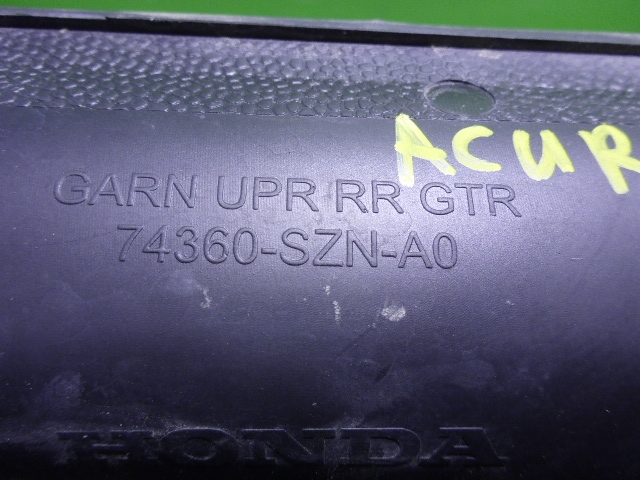 ACUR
GARN UPR RR GTR
74360-SZN-A0
HONDA